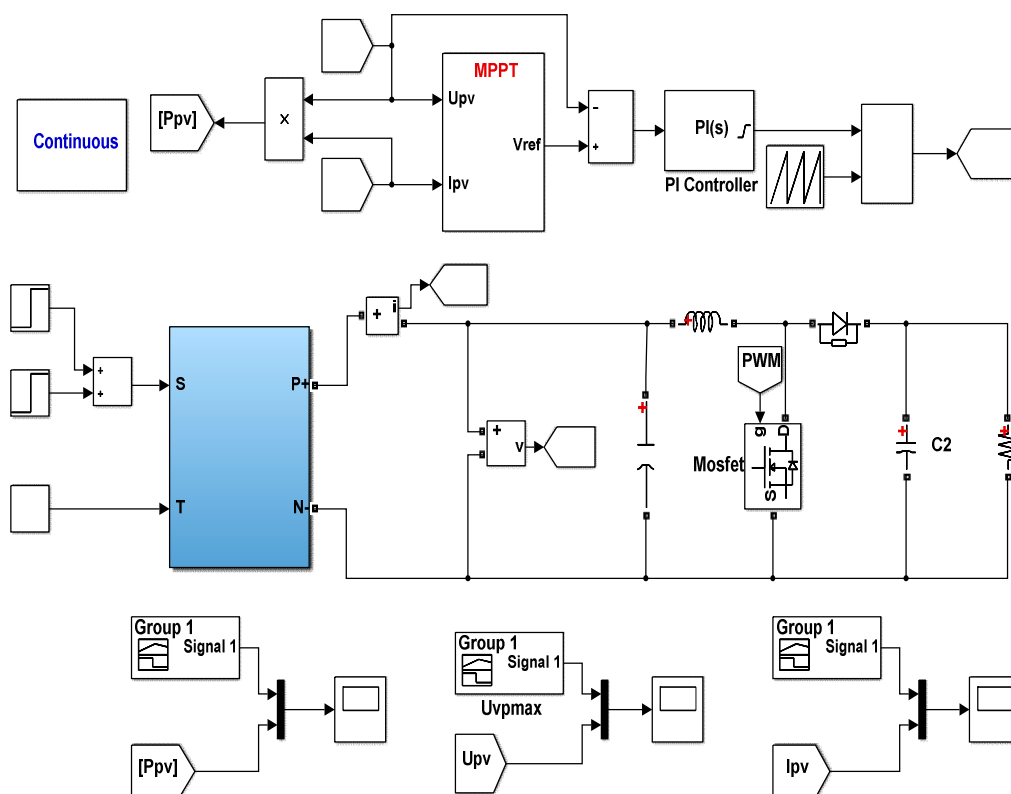 MPPT
Continuous
[Ppv]
x
Upv
Vref
Ipv
-
+
PI(s)
PI Controller
+
+
S
T
P+
N-
+
i
+
v
+
+
PWM
g
D
S
Mosfet
+
C2
+
Group 1
Signal 1
[Ppv]
Group 1
Signal 1
Uvpmax
Upv
Group 1
Signal 1
Ipv